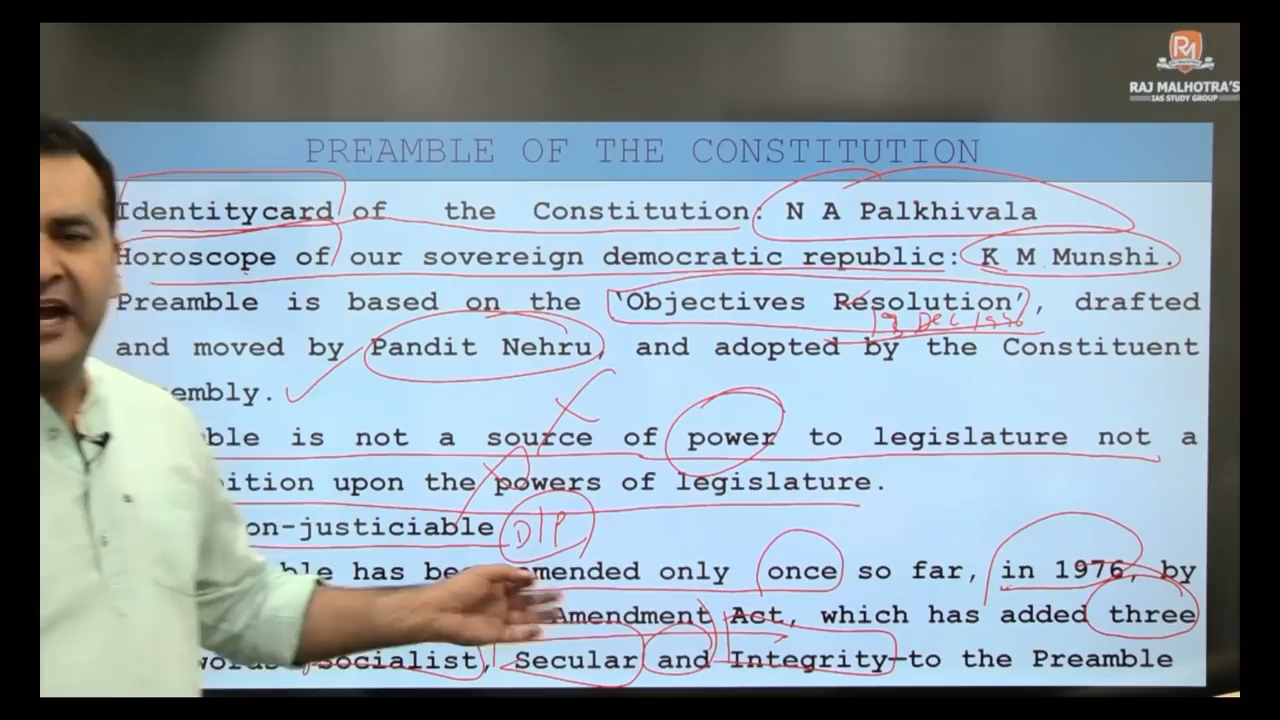 RAJ MALHOTRA'S
IAS STUDY GROUP
PREAMBLE OF THE CONSTITUTION
Identitycard of the Constitution: N A Palkhivala
Horoscope of our sovereign democratic republic: K M Munshi.
Preamble is based on the 'Objectives Resolution', drafted
13 Dec 1946
and moved by Pandit Nehru, and adopted by the Constituent
embly.
ble is not a source of power to legislature not a
ition upon the powers of legislature.
on-justiciable
D/P
ble has been amended only once so far, in 1976, by
Amendment Act, which has added three
words Socialist, Secular and Integrity-to the Preamble